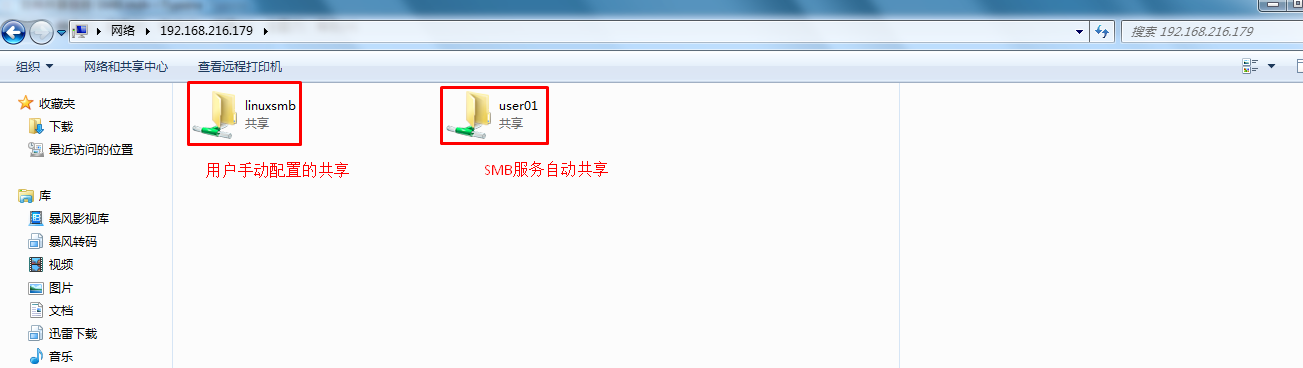 网络 192.168.216.179
搜索 192.168.216.179
组织 网络和共享中心 查看远程打印机
收藏夹
下载
最近访问的位置
库
暴风影视库
暴风转码
视频
图片
文档
迅雷下载
音乐
linuxsmb
共享
用户手动配置的共享
user01
共享
SMB服务自动共享